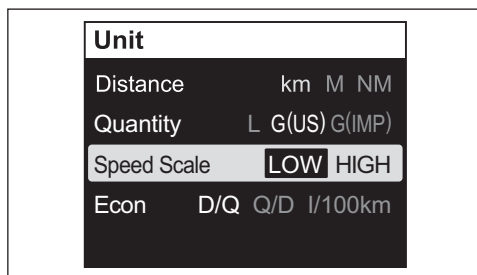 Unit
Distance km M NM
Quantity L G(US) G(IMP)
Speed Scale LOW HIGH
Econ D/Q Q/D l/100km